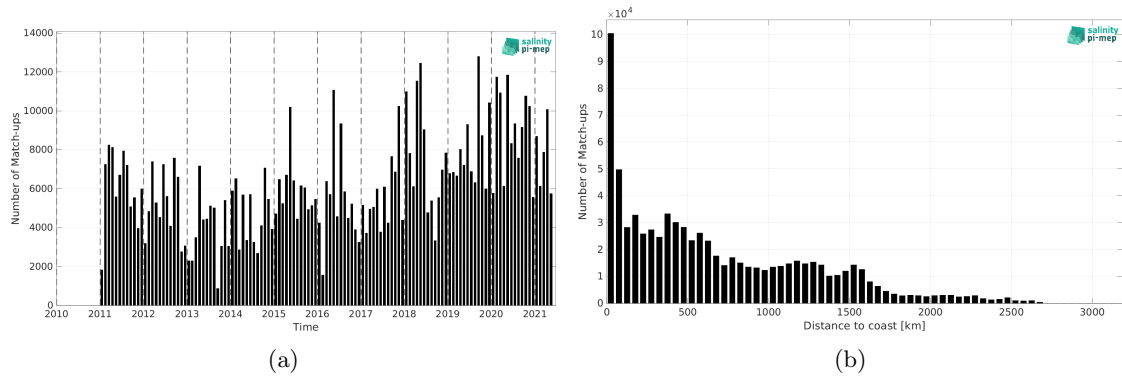 14000
12000
10000
8000
6000
4000
2000
0
Number of Match-ups
2010 2011 2012 2013 2014 2015 2016 2017 2018 2019 2020 2021
Time
salinity
pi-mep
(a)
×10⁴
10
9
8
7
6
5
4
3
2
1
0
Number of Match-ups
0 500 1000 1500 2000 2500 3000
Distance to coast [km]
salinity
pi-mep
(b)